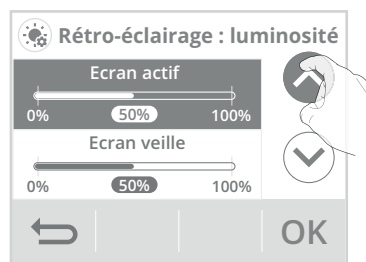 Rétro-éclairage : luminosité
Ecran actif
0% 50% 100%
Ecran veille
0% 50% 100%
OK